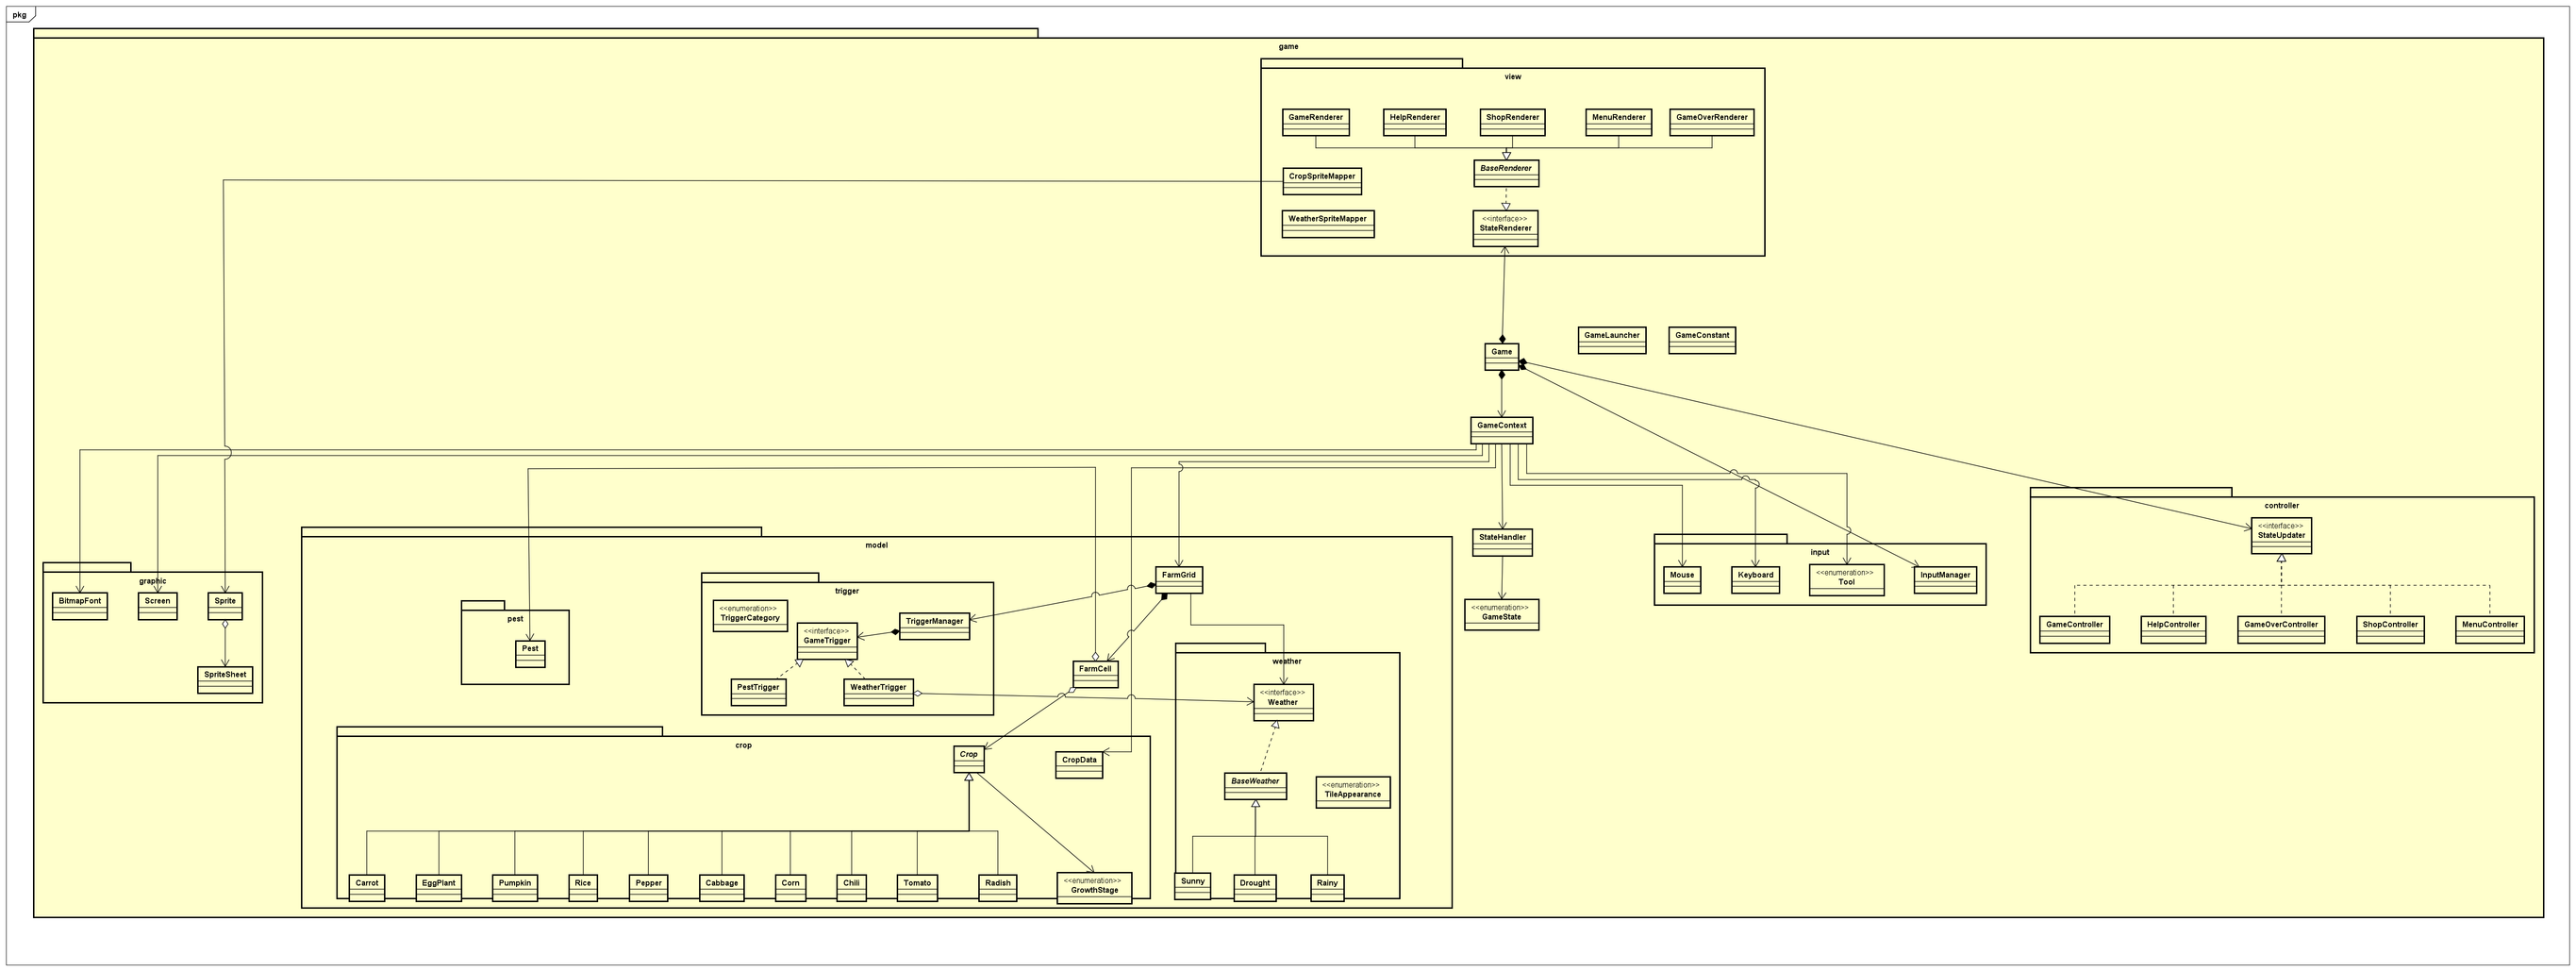 pkg
game
view
GameRenderer
HelpRenderer
ShopRenderer
MenuRenderer
GameOverRenderer
CropSpriteMapper
BaseRenderer
WeatherSpriteMapper
<<interface>>
StateRenderer
Game
GameLauncher
GameConstant
GameContext
StateHandler
<<enumeration>>
GameState
graphic
BitmapFont
Screen
Sprite
SpriteSheet
model
pest
Pest
trigger
<<enumeration>>
TriggerCategory
<<interface>>
GameTrigger
TriggerManager
PestTrigger
WeatherTrigger
FarmGrid
FarmCell
weather
<<interface>>
Weather
BaseWeather
<<enumeration>>
TileAppearance
Sunny
Drought
Rainy
crop
Crop
CropData
Carrot
EggPlant
Pumpkin
Rice
Pepper
Cabbage
Corn
Chili
Tomato
Radish
<<enumeration>>
GrowthStage
input
Mouse
Keyboard
<<enumeration>>
Tool
InputManager
controller
<<interface>>
StateUpdater
GameController
HelpController
GameOverController
ShopController
MenuController